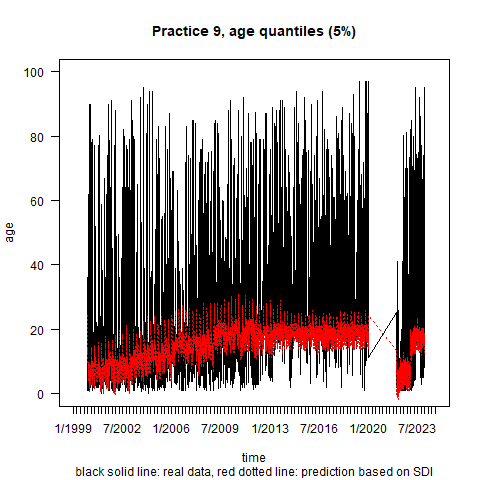 Practice 9, age quantiles (5%)
100
80
60
40
20
0
age
1/1999 7/2002 1/2006 7/2009 1/2013 7/2016 1/2020 7/2023
time
black solid line: real data, red dotted line: prediction based on SDI